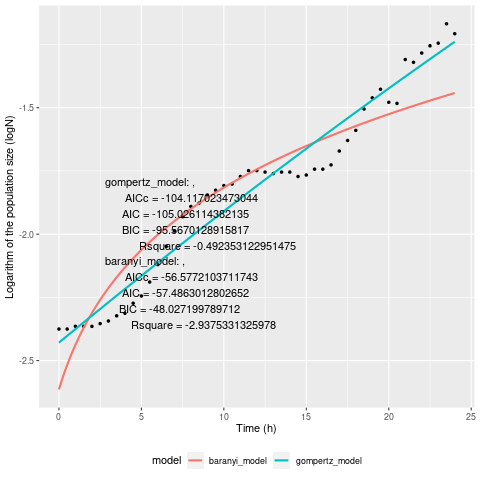 Logarithm of the population size (logN)
-1.5
-2.0
-2.5
gompertz_model: ,
AICc = -104.117023473044
AIC = -105.026114382135
BIC = -95.5670128915817
Rsquare = -0.492353122951475
baranyi_model: ,
AICc = -56.5772103711743
AIC = -57.4863012802652
BIC = -48.027199789712
Rsquare = -2.9375331325978
0 5 10 15 20 25
Time (h)
model baranyi_model gompertz_model